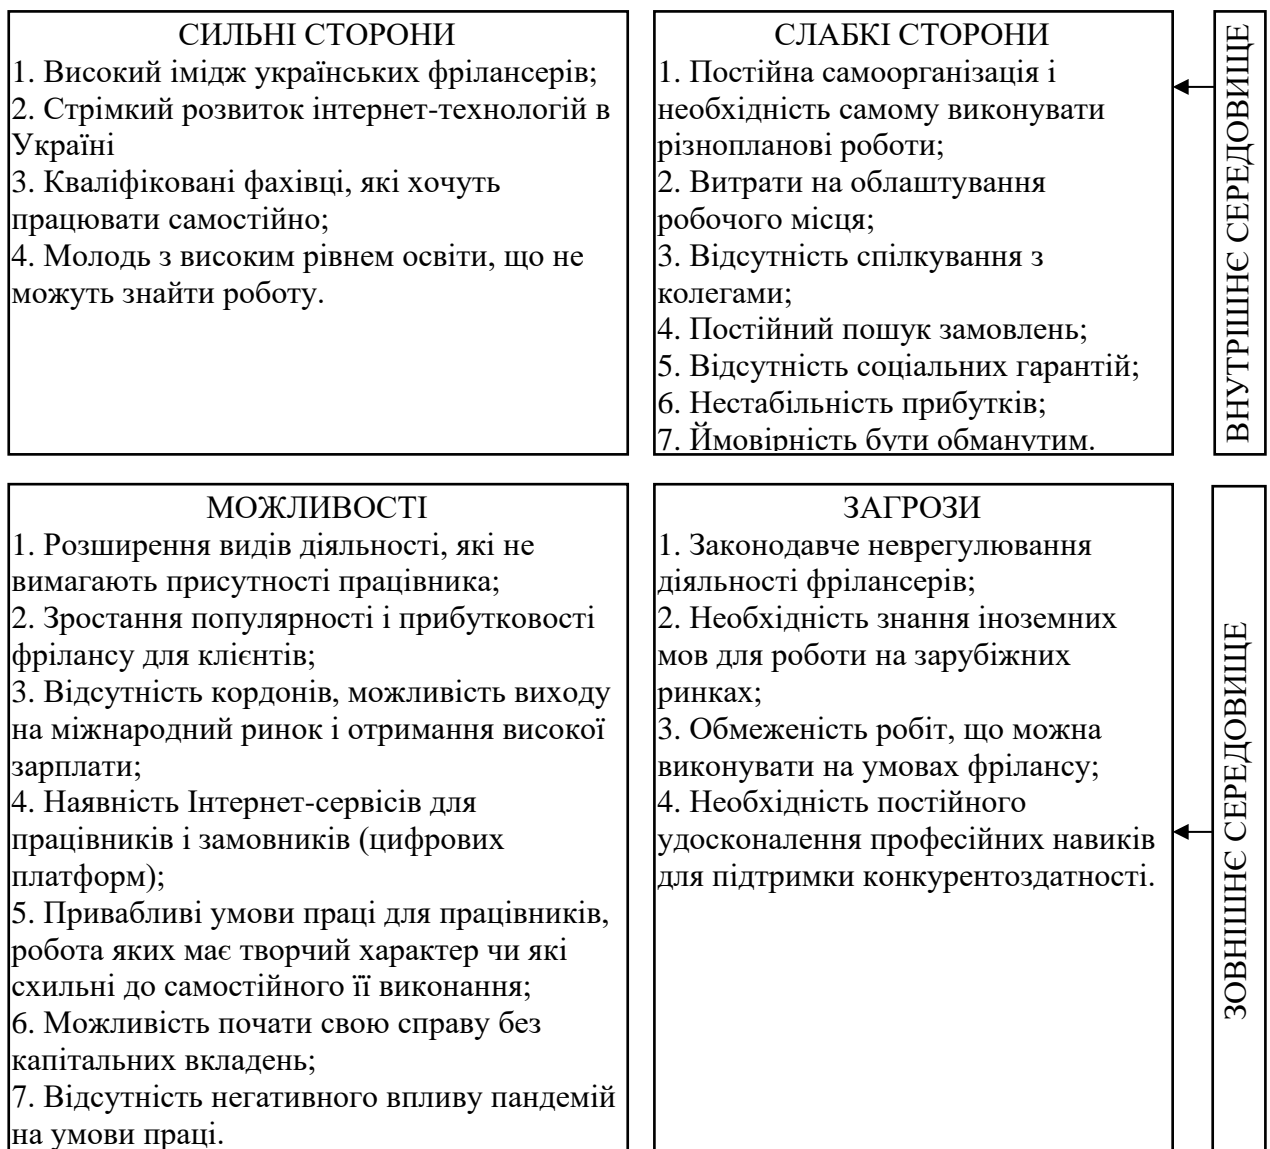 СИЛЬНІ СТОРОНИ
1. Високий імідж українських фрілансерів;
2. Стрімкий розвиток інтернет-технологій в
Україні
3. Кваліфіковані фахівці, які хочуть
працювати самостійно;
4. Молодь з високим рівнем освіти, що не
можуть знайти роботу.
СЛАБКІ СТОРОНИ
1. Постійна самоорганізація і
необхідність самому виконувати
різнопланові роботи;
2. Витрати на облаштування
робочого місця;
3. Відсутність спілкування з
колегами;
4. Постійний пошук замовлень;
5. Відсутність соціальних гарантій;
6. Нестабільність прибутків;
7. Ймовірність бути обманутим.
ВНУТРІШНЄ СЕРЕДОВИЩЕ
МОЖЛИВОСТІ
1. Розширення видів діяльності, які не
вимагають присутності працівника;
2. Зростання популярності і прибутковості
фрілансу для клієнтів;
3. Відсутність кордонів, можливість виходу
на міжнародний ринок і отримання високої
зарплати;
4. Наявність Інтернет-сервісів для
працівників і замовників (цифрових
платформ);
5. Привабливі умови праці для працівників,
робота яких має творчий характер чи які
схильні до самостійного її виконання;
6. Можливість почати свою справу без
капітальних вкладень;
7. Відсутність негативного впливу пандемій
на умови праці.
ЗАГРОЗИ
1. Законодавче неврегулювання
діяльності фрілансерів;
2. Необхідність знання іноземних
мов для роботи на зарубіжних
ринках;
3. Обмеженість робіт, що можна
виконувати на умовах фрілансу;
4. Необхідність постійного
удосконалення професійних навиків
для підтримки конкурентоздатності.
ЗОВНІШНЄ СЕРЕДОВИЩЕ